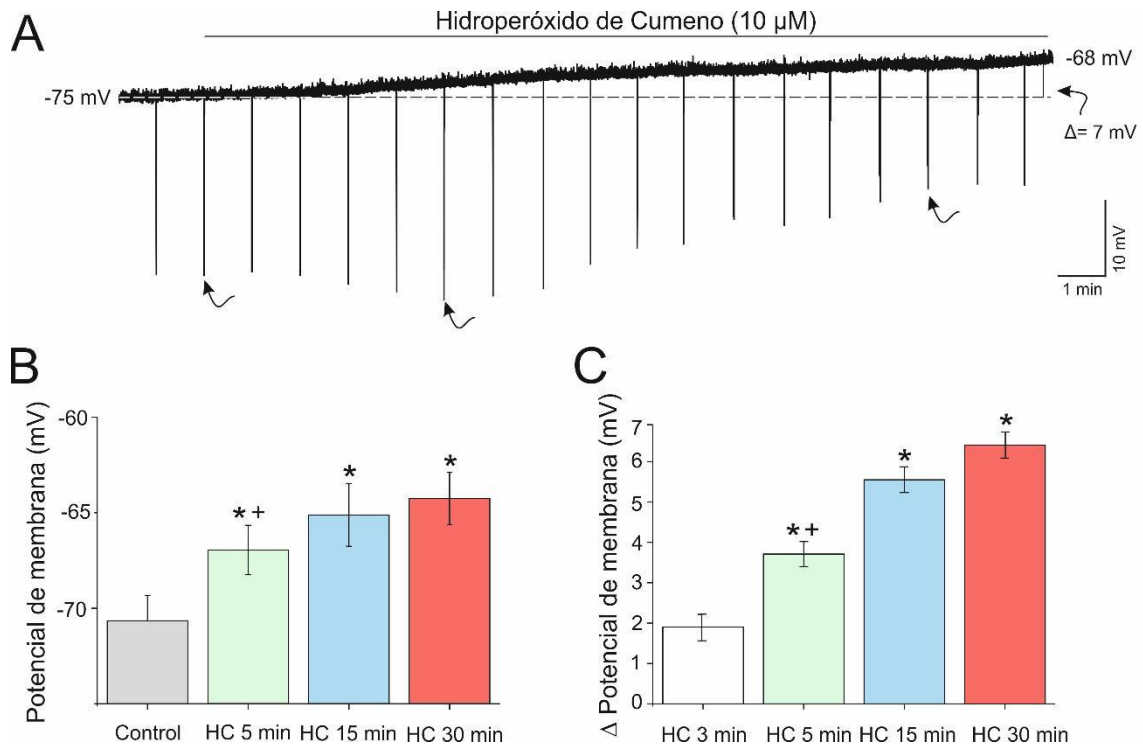 A
Hidroperóxido de Cumeno (10 µM)
-75 mV
-68 mV
Δ= 7 mV
10 mV
1 min
B
Potencial de membrana (mV)
-60
-65
-70
*+
*
*
Control
HC 5 min
HC 15 min
HC 30 min
C
Δ Potencial de membrana (mV)
7
6
5
4
3
2
1
0
*+
*
*
HC 3 min
HC 5 min
HC 15 min
HC 30 min